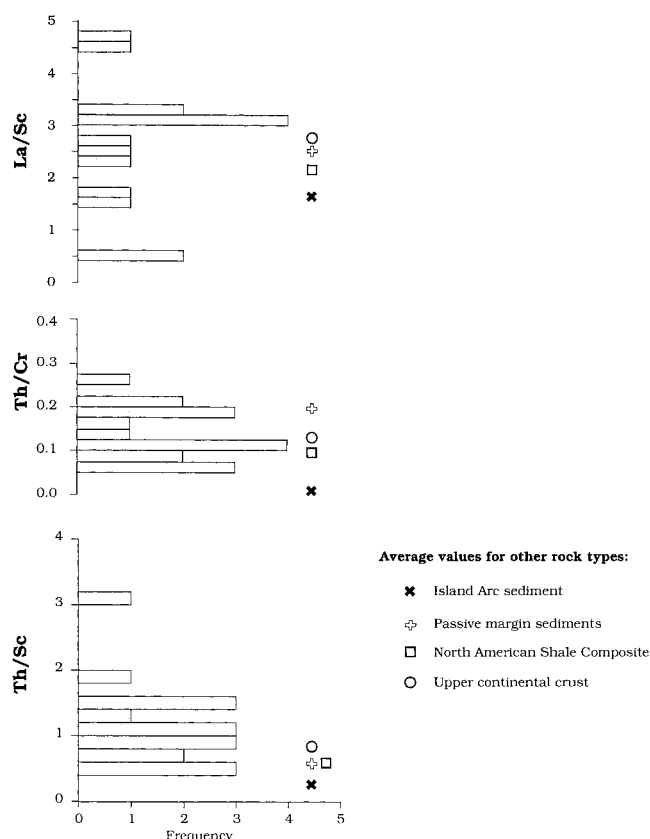 La/Sc
5
4
3
2
1
0
Th/Cr
0.4
0.3
0.2
0.1
0.0
Th/Sc
4
3
2
1
0
0 1 2 3 4 5
Frequency
Average values for other rock types:
Island Arc sediment
Passive margin sediments
North American Shale Composite
Upper continental crust